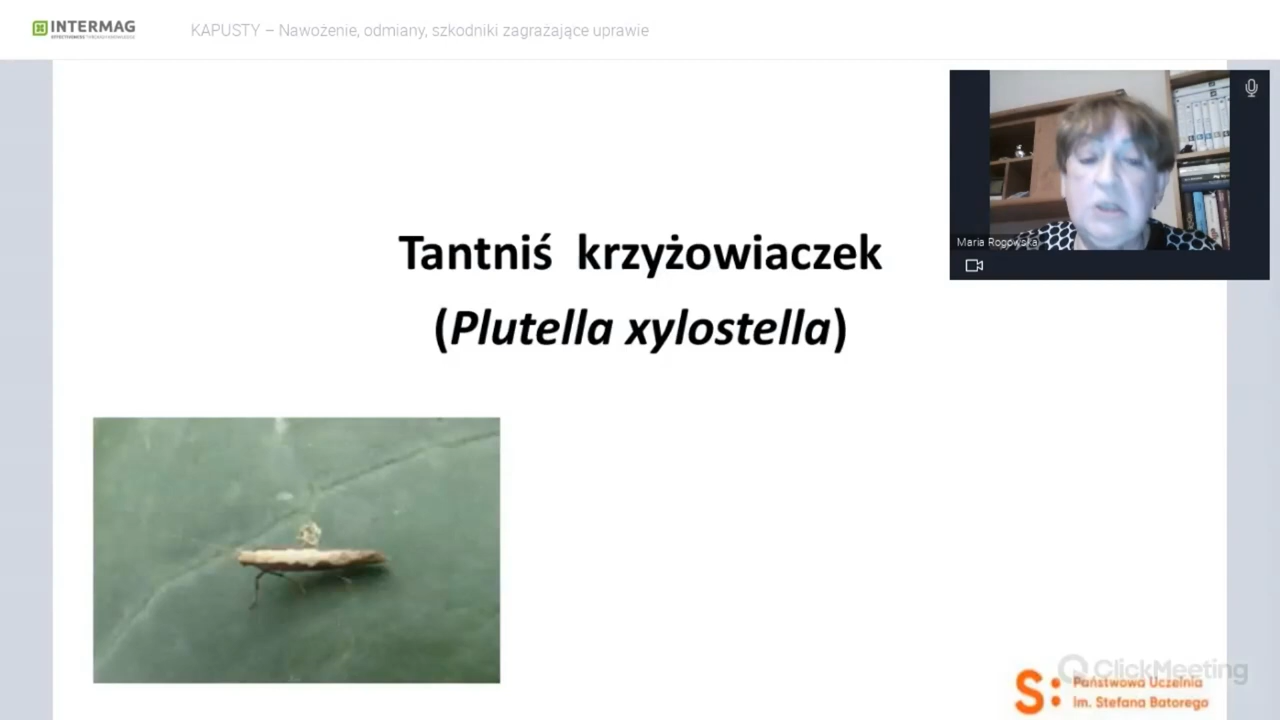 INTERMAG
KAPUSTY – Nawożenie, odmiany, szkodniki zagrażające uprawie
Maria Rogowska
Tantniś krzyżowiaczek
(Plutella xylostella)
ClickMeeting
S: Państwowa Uczelnia
im. Stefana Batorego